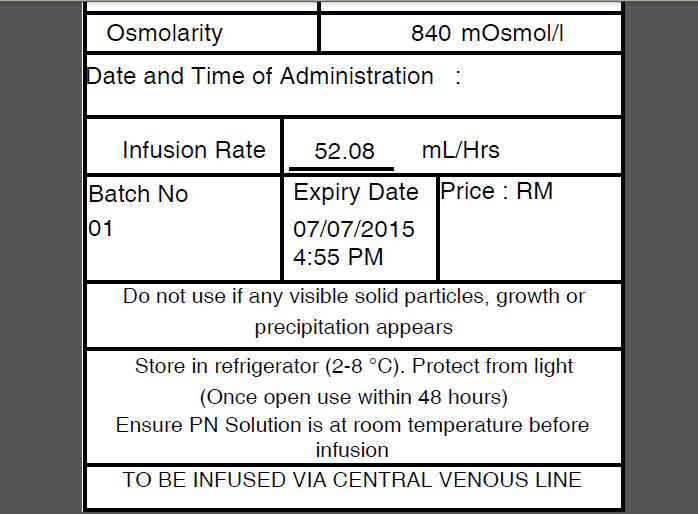 Osmolarity 840 mOsmol/l
Date and Time of Administration :
Infusion Rate 52.08 mL/Hrs
Batch No
01
Expiry Date
07/07/2015
4:55 PM
Price : RM
Do not use if any visible solid particles, growth or
precipitation appears
Store in refrigerator (2-8 °C). Protect from light
(Once open use within 48 hours)
Ensure PN Solution is at room temperature before
infusion
TO BE INFUSED VIA CENTRAL VENOUS LINE